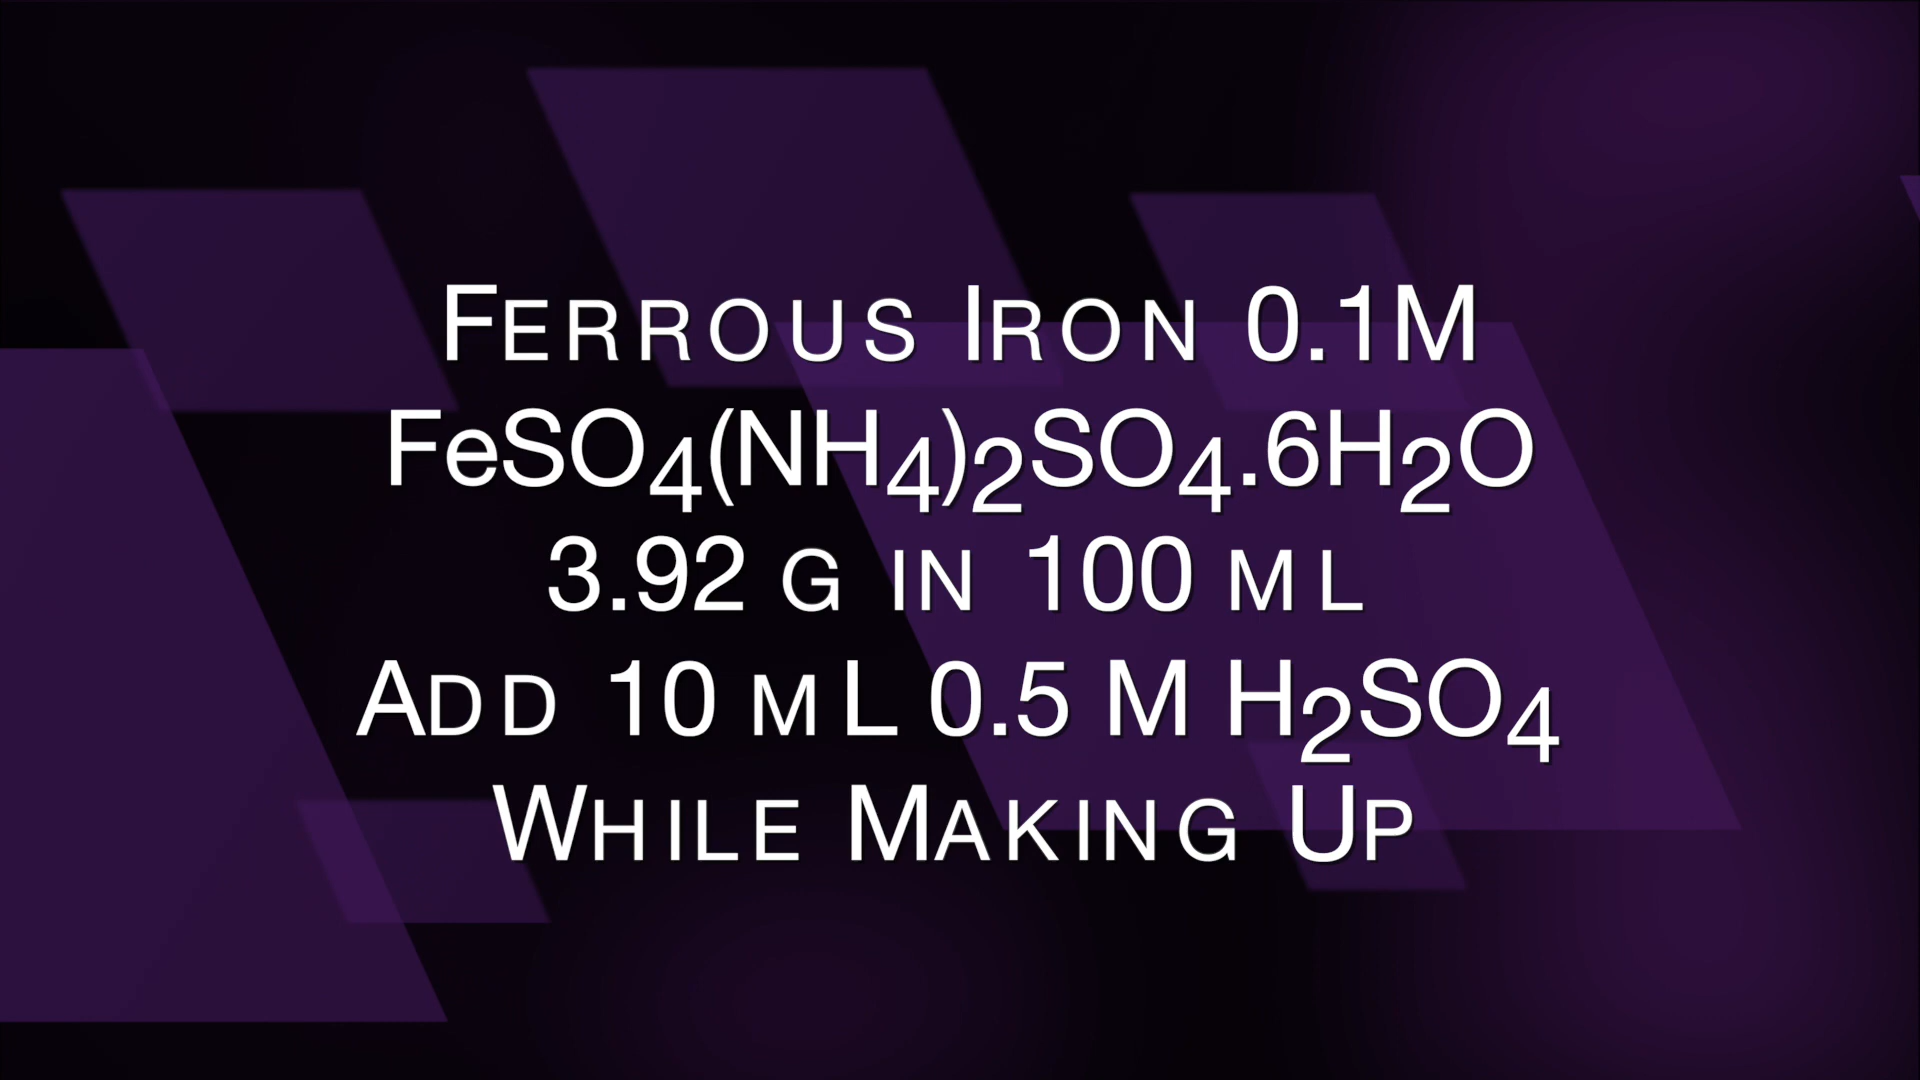 Ferrous Iron 0.1M
FeSO₄(NH₄)₂SO₄.6H₂O
3.92 g in 100 ml
Add 10 mL 0.5 M H₂SO₄
While Making Up